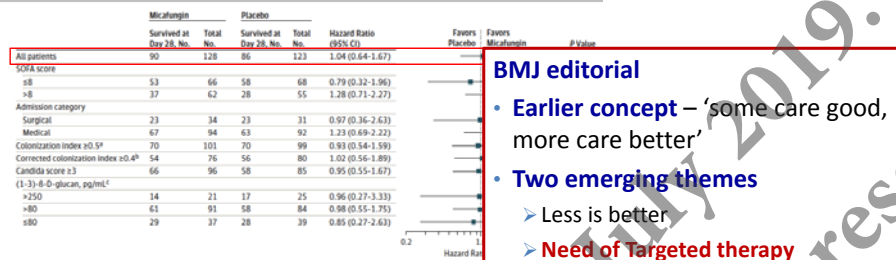 Micafungin Placebo
Survived at Day 28, No. Total No. Survived at Day 28, No. Total No. Hazard Ratio (95% CI) Favors Placebo Favors Micafungin P Value
All patients 90 128 86 123 1.04 (0.64-1.67)
SOFA score
≤8 53 66 58 68 0.79 (0.32-1.96)
>8 37 62 28 55 1.28 (0.71-2.27)
Admission category
Surgical 23 34 23 31 0.97 (0.36-2.63)
Medical 67 94 63 92 1.23 (0.69-2.22)
Colonization index ≥0.5ᵃ 70 101 70 99 0.93 (0.54-1.59)
Corrected colonization index ≥0.4ᵇ 54 76 56 80 1.02 (0.56-1.89)
Candida score ≥3 66 96 58 85 0.95 (0.55-1.67)
(1-3)-β-D-glucan, pg/mLᶜ
>250 14 21 17 25 0.96 (0.27-3.33)
>80 61 91 58 84 0.98 (0.55-1.75)
≤80 29 37 28 39 0.85 (0.27-2.63)
0.2 1
Hazard Ra
BMJ editorial
• Earlier concept – ‘some care good,
more care better’
• Two emerging themes
➢ Less is better
➢ Need of Targeted therapy
July 2019.